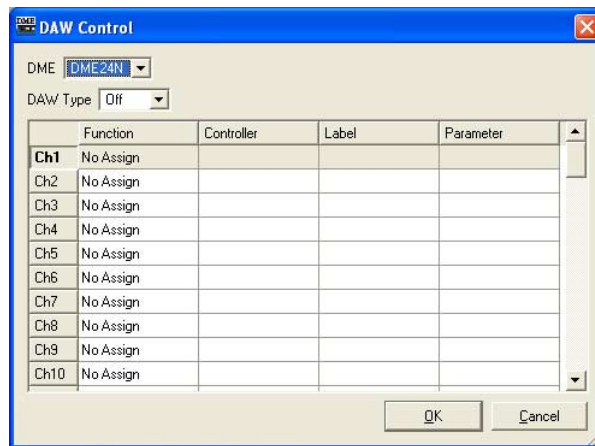 DME DAW Control
DME DME24N
DAW Type Off
Function Controller Label Parameter
Ch1 No Assign
Ch2 No Assign
Ch3 No Assign
Ch4 No Assign
Ch5 No Assign
Ch6 No Assign
Ch7 No Assign
Ch8 No Assign
Ch9 No Assign
Ch10 No Assign
OK Cancel